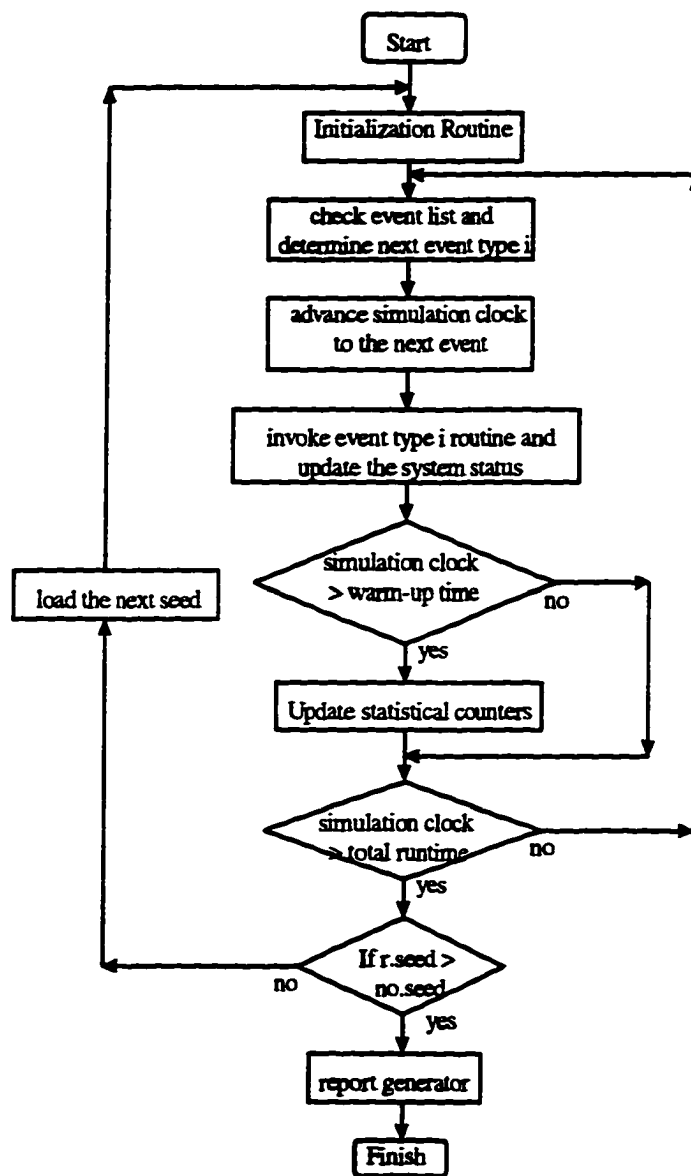 Start
Initialization Routine
check event list and
determine next event type i
advance simulation clock
to the next event
invoke event type i routine and
update the system status
simulation clock
> warm-up time
no
load the next seed
yes
Update statistical counters
simulation clock
> total runtime
no
yes
If r.seed >
no.seed
no
yes
report generator
Finish